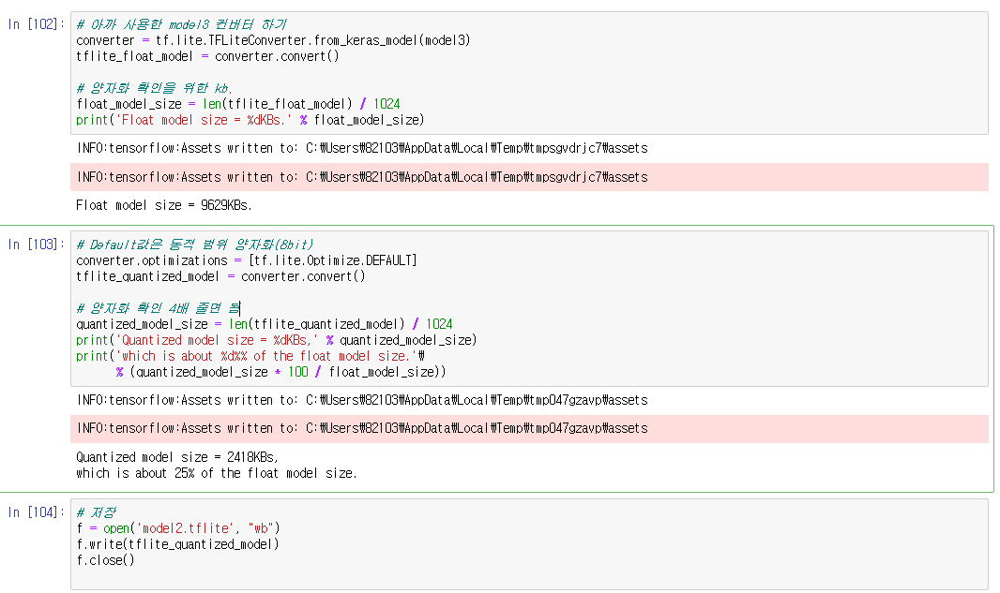 In [102]: # 아까 사용한 model3 컨버터 하기
converter = tf.lite.TFLiteConverter.from_keras_model(model3)
tflite_float_model = converter.convert()
# 양자화 확인을 위한 kb.
float_model_size = len(tflite_float_model) / 1024
print('Float model size = %dKBs.' % float_model_size)
INFO:tensorflow:Assets written to: C:₩Users₩82103₩AppData₩Local₩Temp₩tmpsgvdrjc7₩assets
INFO:tensorflow:Assets written to: C:₩Users₩82103₩AppData₩Local₩Temp₩tmpsgvdrjc7₩assets
Float model size = 9629KBs.
In [103]: # Default값은 동적 범위 양자화(8bit)
converter.optimizations = [tf.lite.Optimize.DEFAULT]
tflite_quantized_model = converter.convert()
# 양자화 확인 4배 줄면 됨
quantized_model_size = len(tflite_quantized_model) / 1024
print('Quantized model size = %dKBs,' % quantized_model_size)
print('which is about %d%% of the float model size.'₩
% (quantized_model_size * 100 / float_model_size))
INFO:tensorflow:Assets written to: C:₩Users₩82103₩AppData₩Local₩Temp₩tmp047gzavp₩assets
INFO:tensorflow:Assets written to: C:₩Users₩82103₩AppData₩Local₩Temp₩tmp047gzavp₩assets
Quantized model size = 2418KBs,
which is about 25% of the float model size.
In [104]: # 저장
f = open('model2.tflite', "wb")
f.write(tflite_quantized_model)
f.close()